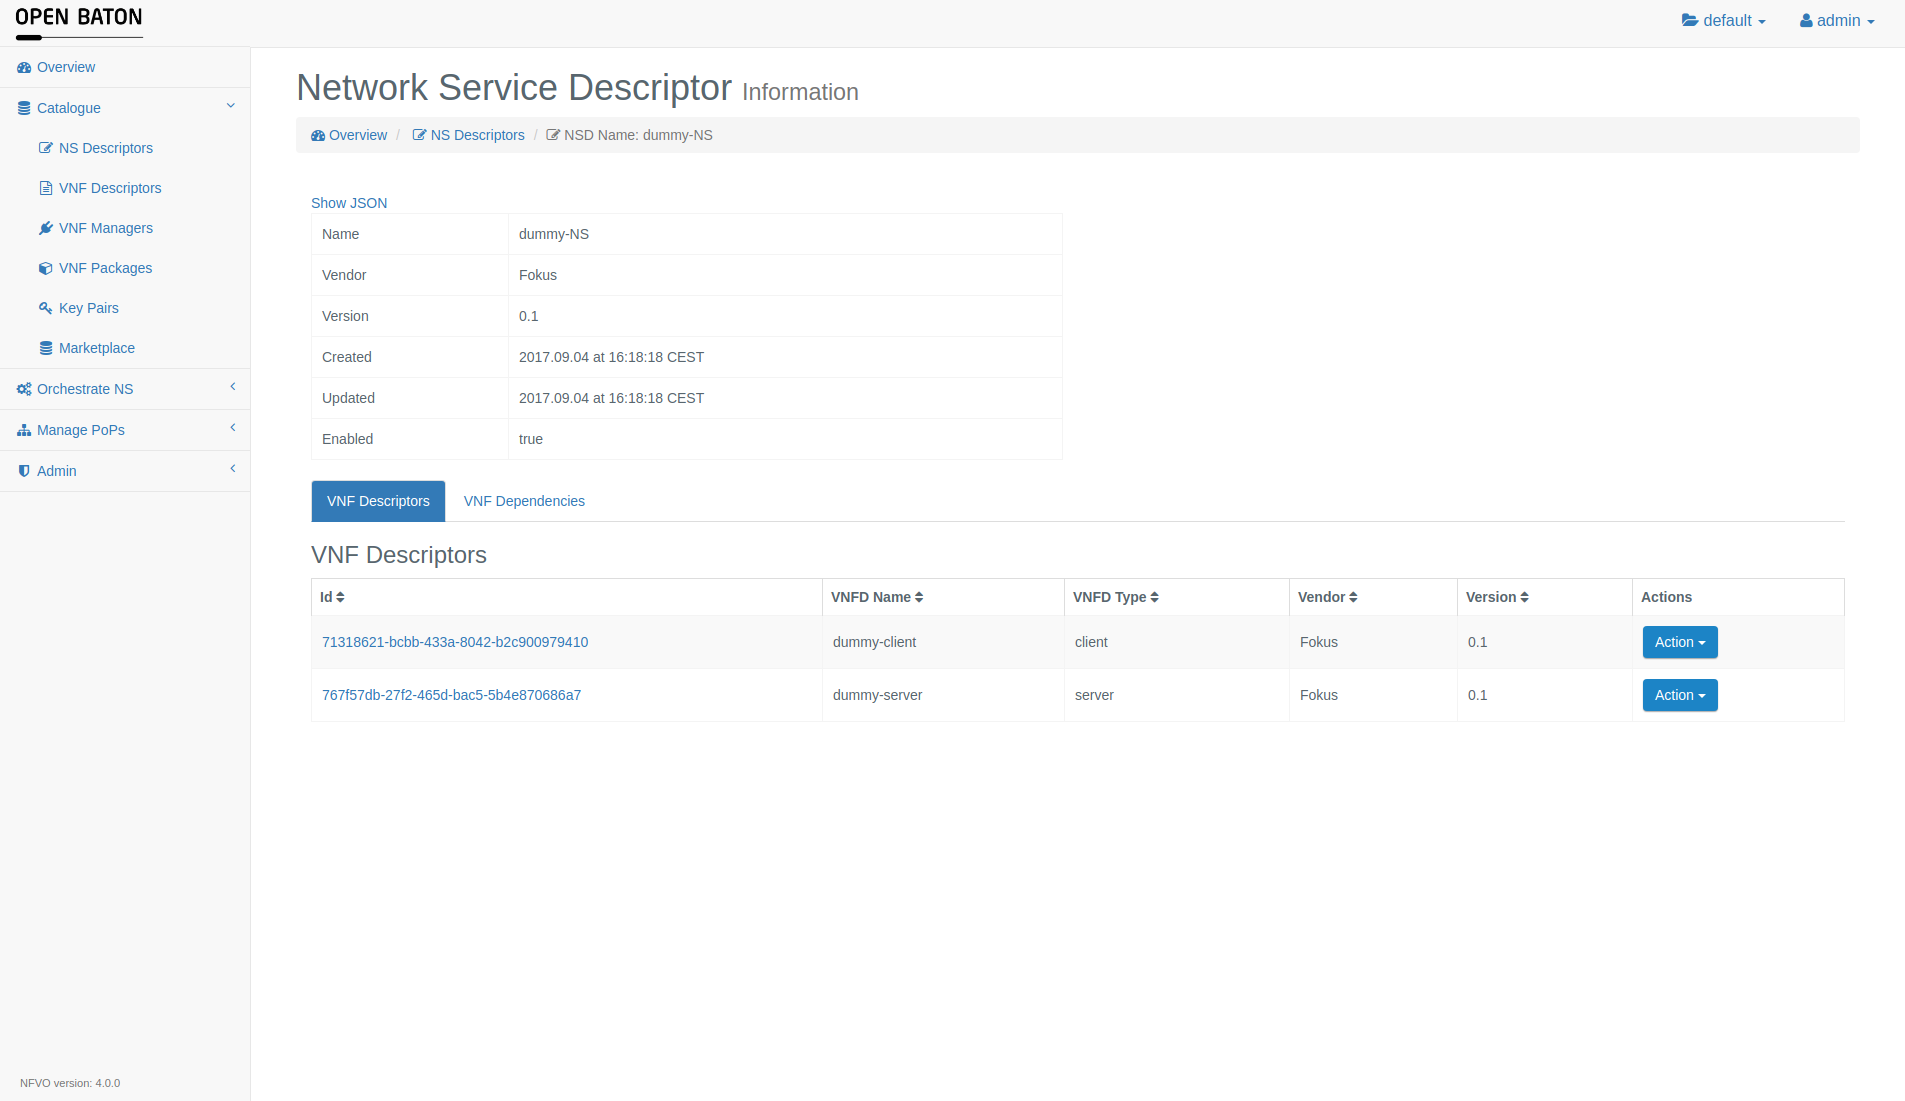 OPEN BATON
default
admin
Overview
Catalogue
NS Descriptors
VNF Descriptors
VNF Managers
VNF Packages
Key Pairs
Marketplace
Orchestrate NS
Manage PoPs
Admin
NFVO version: 4.0.0
Network Service Descriptor Information
Overview / NS Descriptors / NSD Name: dummy-NS
Show JSON
Name dummy-NS
Vendor Fokus
Version 0.1
Created 2017.09.04 at 16:18:18 CEST
Updated 2017.09.04 at 16:18:18 CEST
Enabled true
VNF Descriptors VNF Dependencies
VNF Descriptors
Id VNFD Name VNFD Type Vendor Version Actions
71318621-bcbb-433a-8042-b2c900979410 dummy-client client Fokus 0.1 Action
767f57db-27f2-465d-bac5-5b4e870686a7 dummy-server server Fokus 0.1 Action